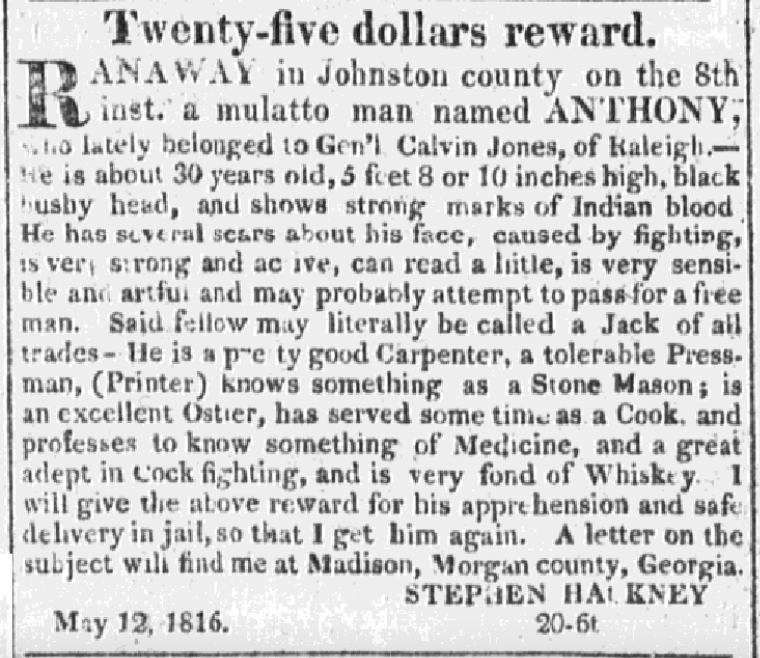 Twenty-five dollars reward.
RANAWAY in Johnston county on the 8th
inst. a mulatto man named ANTHONY,
who lately belonged to Gen'l Calvin Jones, of Raleigh.—
He is about 30 years old, 5 feet 8 or 10 inches high, black
bushy head, and shows strong marks of Indian blood
He has several scars about his face, caused by fighting,
is very strong and active, can read a little, is very sensi-
ble and artful and may probably attempt to pass for a free
man. Said fellow may literally be called a Jack of all
trades - He is a pretty good Carpenter, a tolerable Press-
man, (Printer) knows something as a Stone Mason; is
an excellent Ostler, has served some time as a Cook. and
professes to know something of Medicine, and a great
adept in Cock fighting, and is very fond of Whiskey. I
will give the above reward for his apprehension and safe
delivery in jail, so that I get him again. A letter on the
subject will find me at Madison, Morgan county, Georgia.
STEPHEN HACKNEY
May 12, 1816. 20-6t